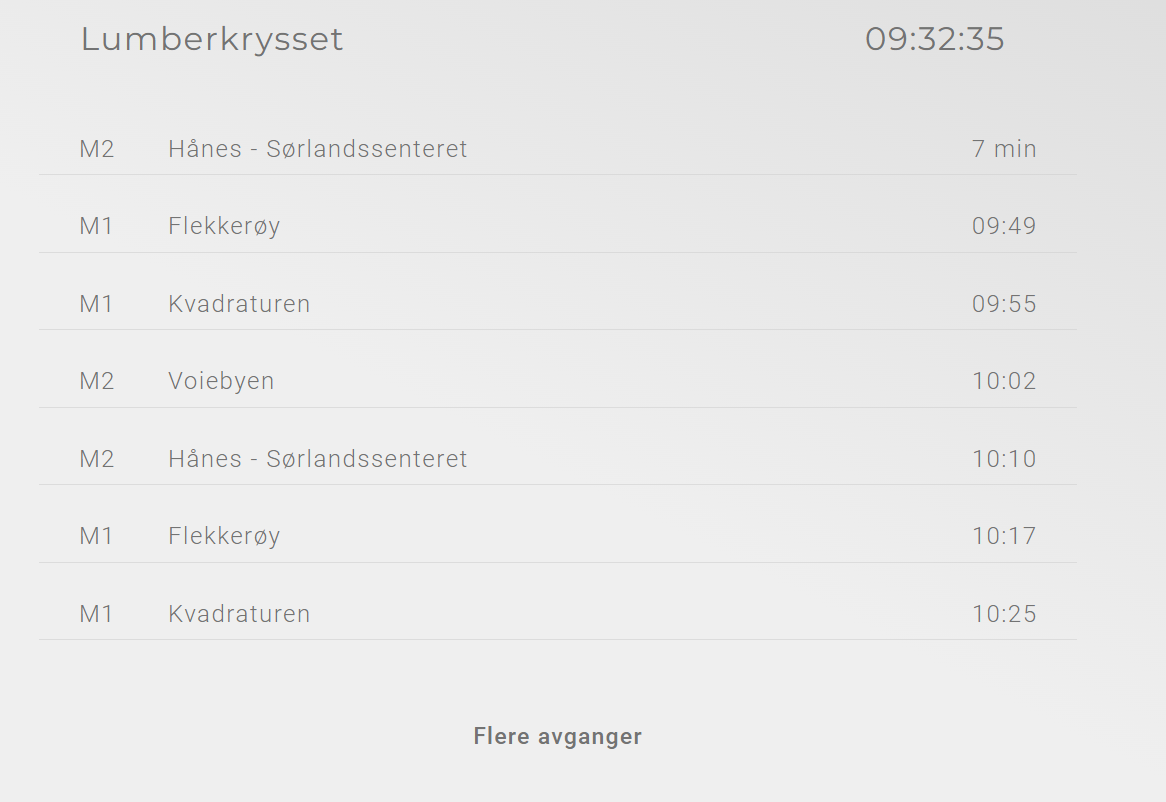 Lumberkrysset 09:32:35
M2 Hånes - Sørlandssenteret 7 min
M1 Flekkerøy 09:49
M1 Kvadraturen 09:55
M2 Voiebyen 10:02
M2 Hånes - Sørlandssenteret 10:10
M1 Flekkerøy 10:17
M1 Kvadraturen 10:25
Flere avganger